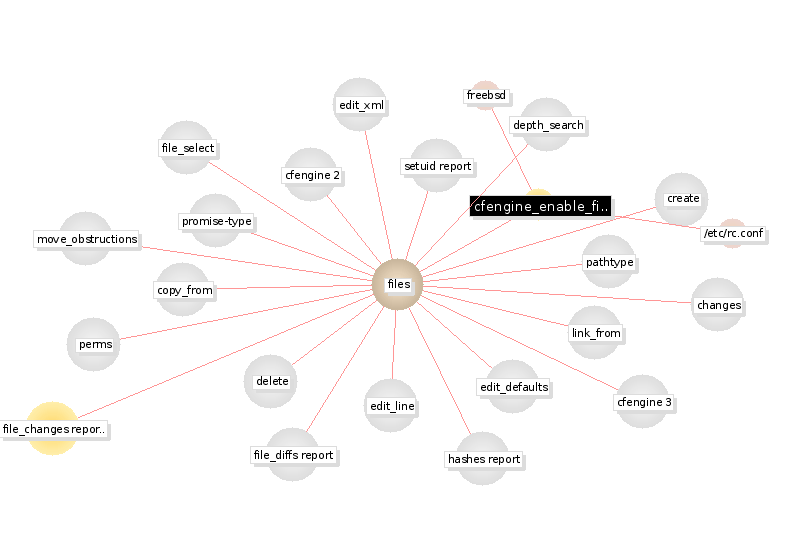 freebsd
edit_xml
depth_search
file_select
setuid report
cfengine 2
create
cfengine_enable_fi..
promise-type
/etc/rc.conf
move_obstructions
pathtype
files
copy_from
changes
link_from
perms
delete
edit_defaults
cfengine 3
edit_line
file_changes repor..
file_diffs report
hashes report